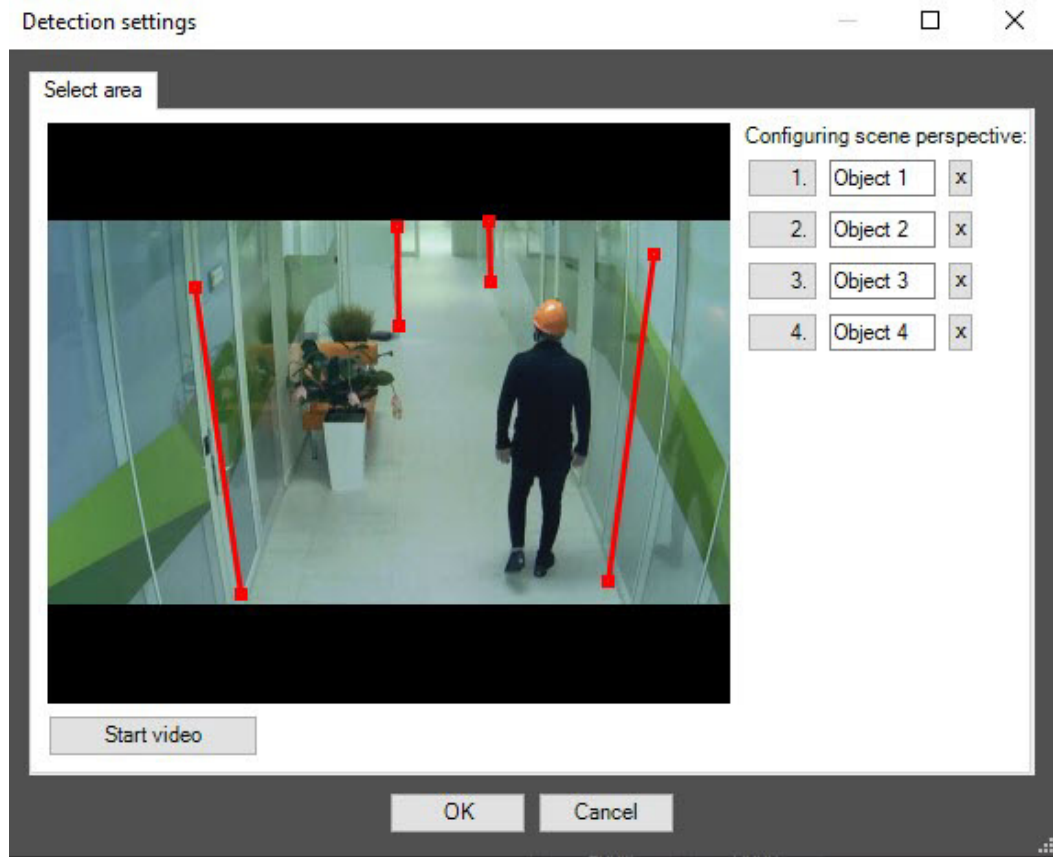 Detection settings
Select area
Configuring scene perspective:
1. Object 1 x
2. Object 2 x
3. Object 3 x
4. Object 4 x
Start video
OK Cancel